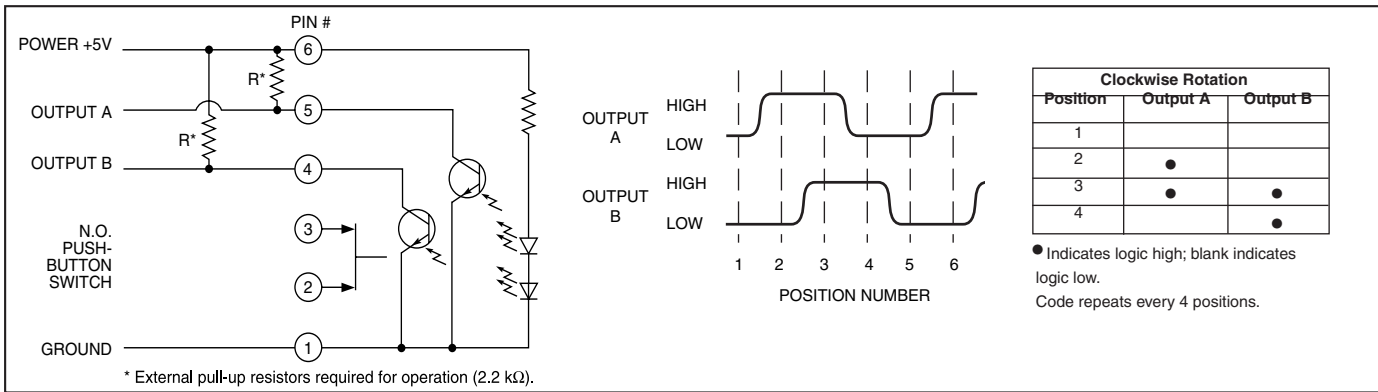 PIN #
POWER +5V
6
R*
OUTPUT A
5
R*
OUTPUT B
4
N.O.
PUSH-
BUTTON
SWITCH
3
2
GROUND
1
* External pull-up resistors required for operation (2.2 kΩ).
OUTPUT
A
HIGH
LOW
OUTPUT
B
HIGH
LOW
1 2 3 4 5 6
POSITION NUMBER
Clockwise Rotation
Position Output A Output B
1
2 ●
3 ● ●
4 ●
● Indicates logic high; blank indicates
logic low.
Code repeats every 4 positions.